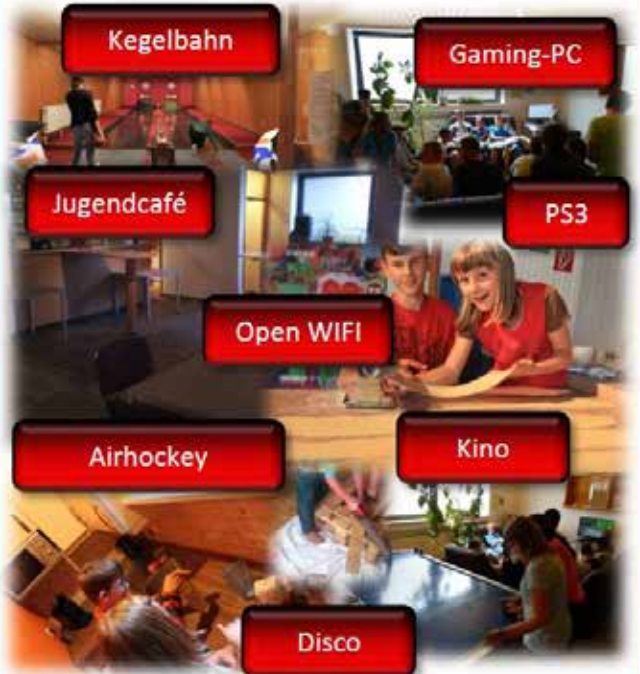 Kegelbahn
Gaming-PC
Jugendcafé
PS3
Open WIFI
Airhockey
Kino
Disco